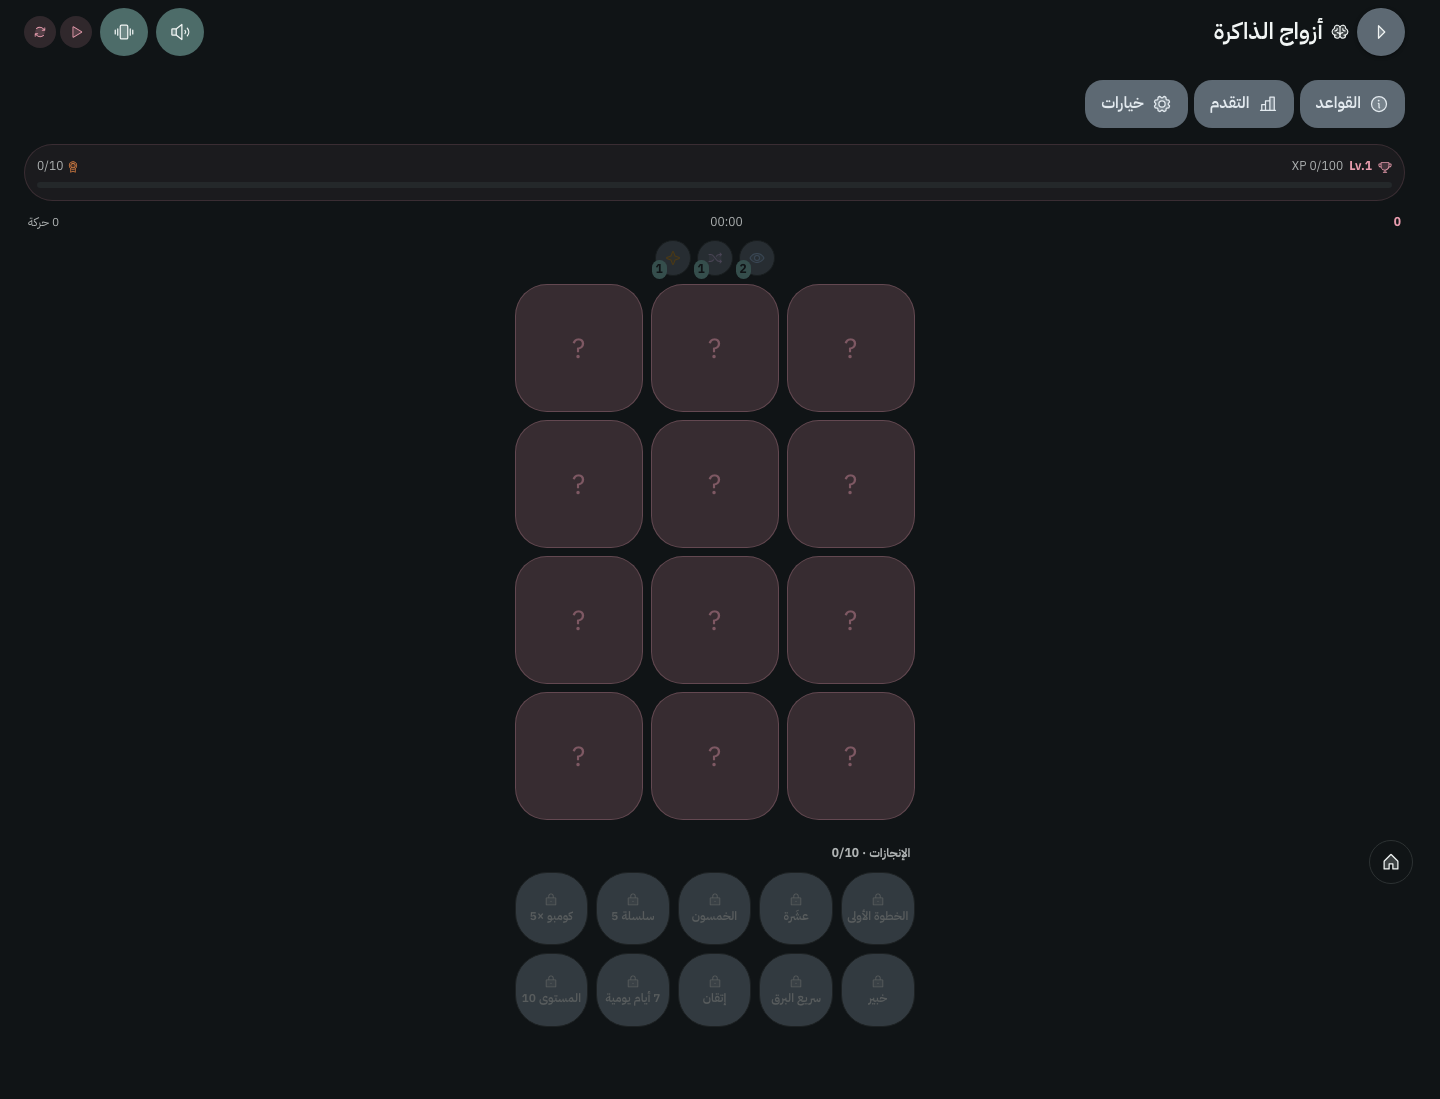 أزواج الذاكرة
القواعد
التقدم
خيارات
Lv.1 XP 0/100
0/10
0
00:00
0 حركة
2
1
1
? ? ?
? ? ?
? ? ?
? ? ?
الإنجازات · 0/10
الخطوة الأولى
عشرة
الخمسون
سلسلة 5
كومبو ×5
خبير
سريع البرق
إتقان
7 أيام يومية
المستوى 10